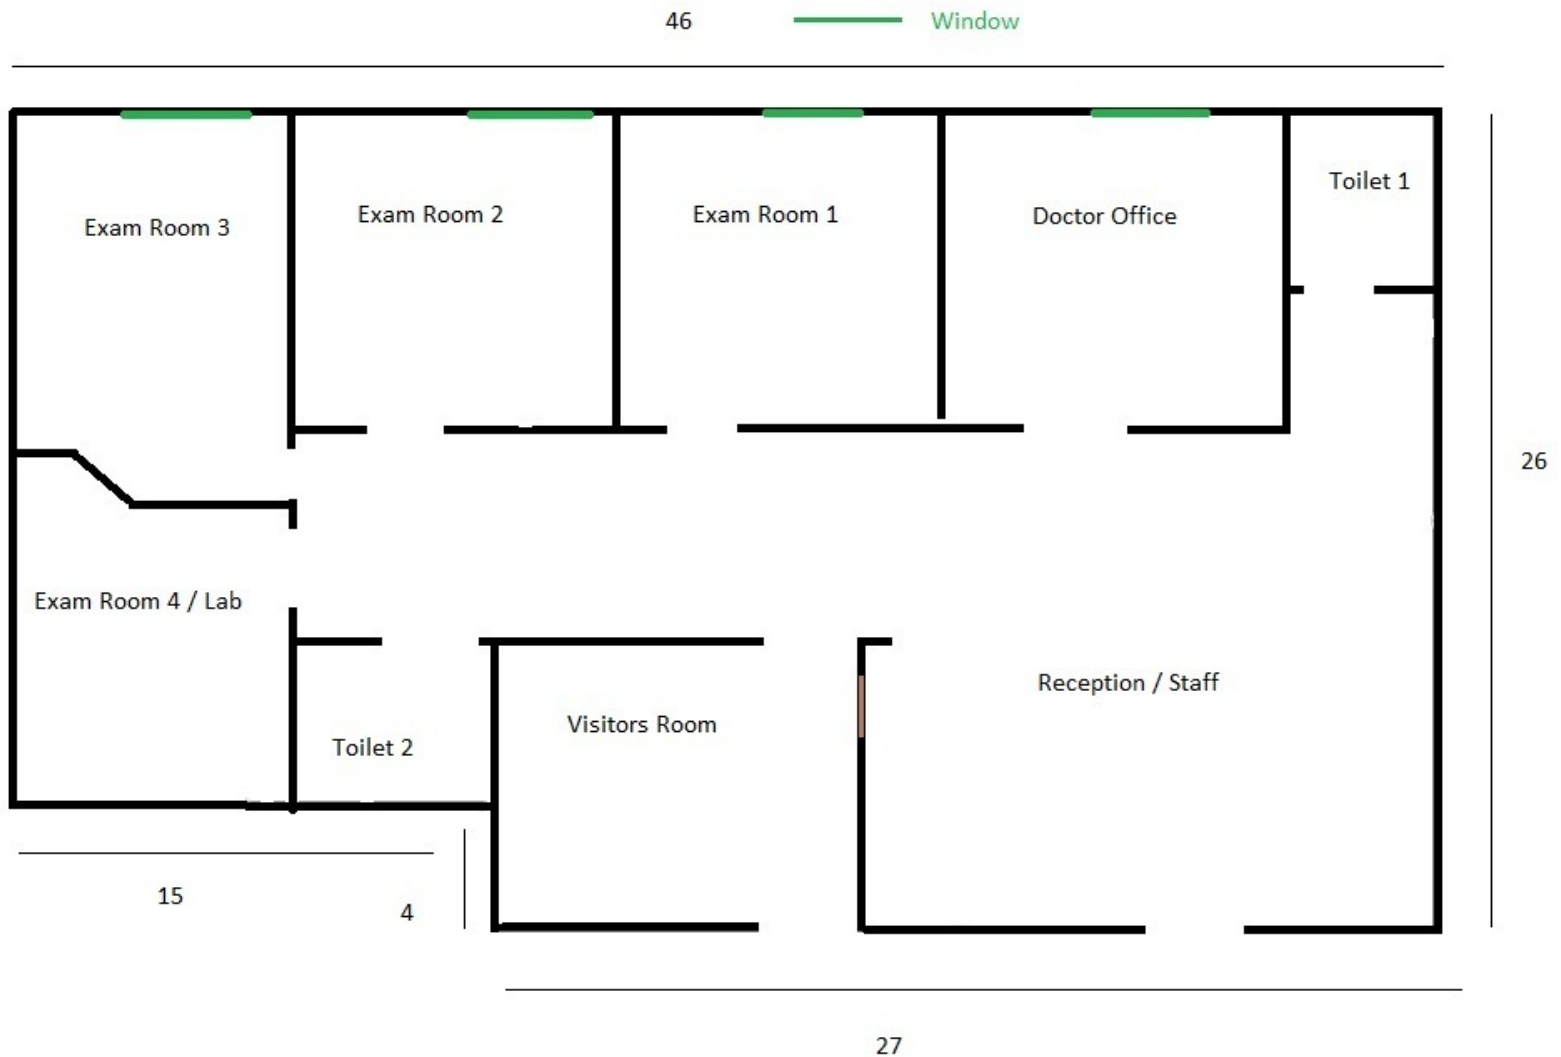 46
Window
Toilet 1
Exam Room 3
Exam Room 2
Exam Room 1
Doctor Office
26
Exam Room 4 / Lab
Reception / Staff
Visitors Room
Toilet 2
15
4
27